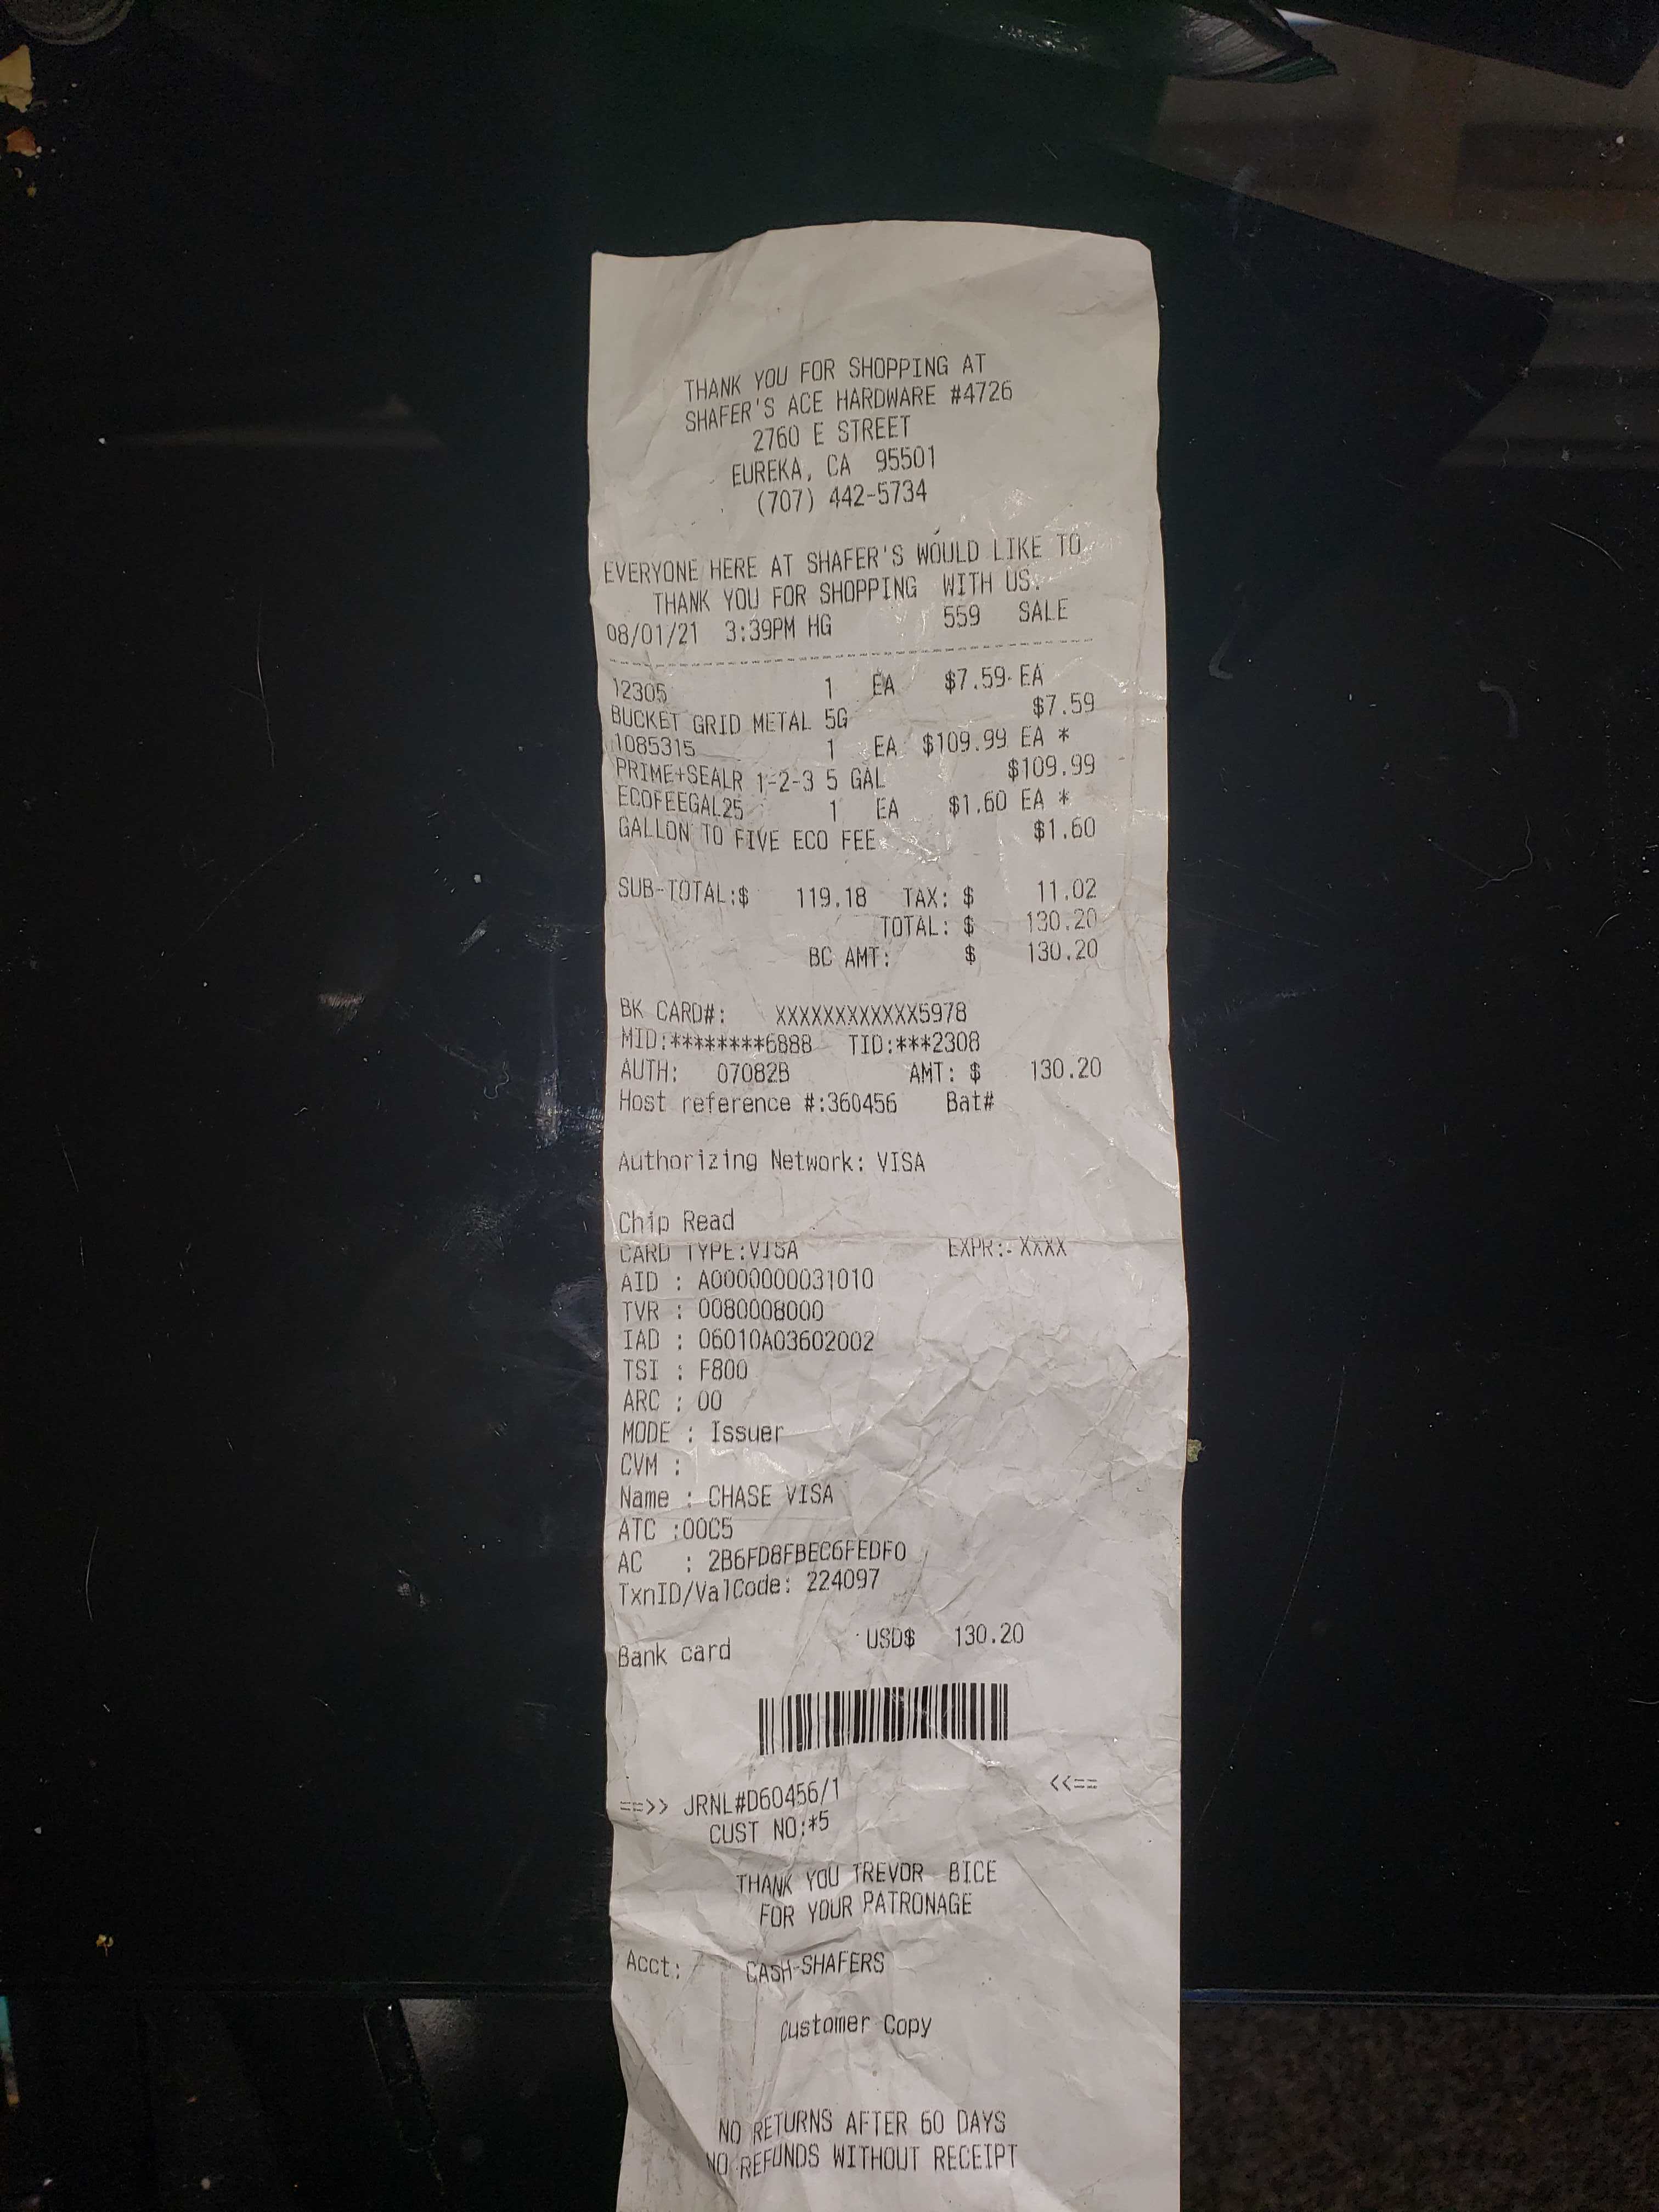 THANK YOU FOR SHOPPING AT
SHAFER'S ACE HARDWARE #4726
2760 E STREET
EUREKA, CA 95501
(707) 442-5734
EVERYONE HERE AT SHAFER'S WOULD LIKE TO
THANK YOU FOR SHOPPING WITH US.
08/01/21 3:39PM HG 559 SALE
12305 1 EA $7.59 EA
BUCKET GRID METAL 5G $7.59
1085315 1 EA $109.99 EA *
PRIME+SEALR 1-2-3 5 GAL $109.99
ECOFEEGAL25 1 EA $1.60 EA *
GALLON TO FIVE ECO FEE $1.60
SUB-TOTAL:$ 119.18 TAX: $ 11.02
TOTAL: $ 130.20
BC AMT: $ 130.20
BK CARD#: XXXXXXXXXXXX5978
MID:********6888 TID:***2308
AUTH: 07082B AMT: $ 130.20
Host reference #:360456 Bat#
Authorizing Network: VISA
Chip Read
CARD TYPE:VISA EXPR: XXXX
AID : A0000000031010
TVR : 0080008000
IAD : 06010A03602002
TSI : F800
ARC : 00
MODE : Issuer
CVM :
Name : CHASE VISA
ATC :00C5
AC : 2B6FD8FBEC6FEDF0
TxnID/ValCode: 224097
Bank card USD$ 130.20
==>> JRNL#D60456/1 <<==
CUST NO:*5
THANK YOU TREVOR BICE
FOR YOUR PATRONAGE
Acct: CASH-SHAFERS
Customer Copy
NO RETURNS AFTER 60 DAYS
NO REFUNDS WITHOUT RECEIPT